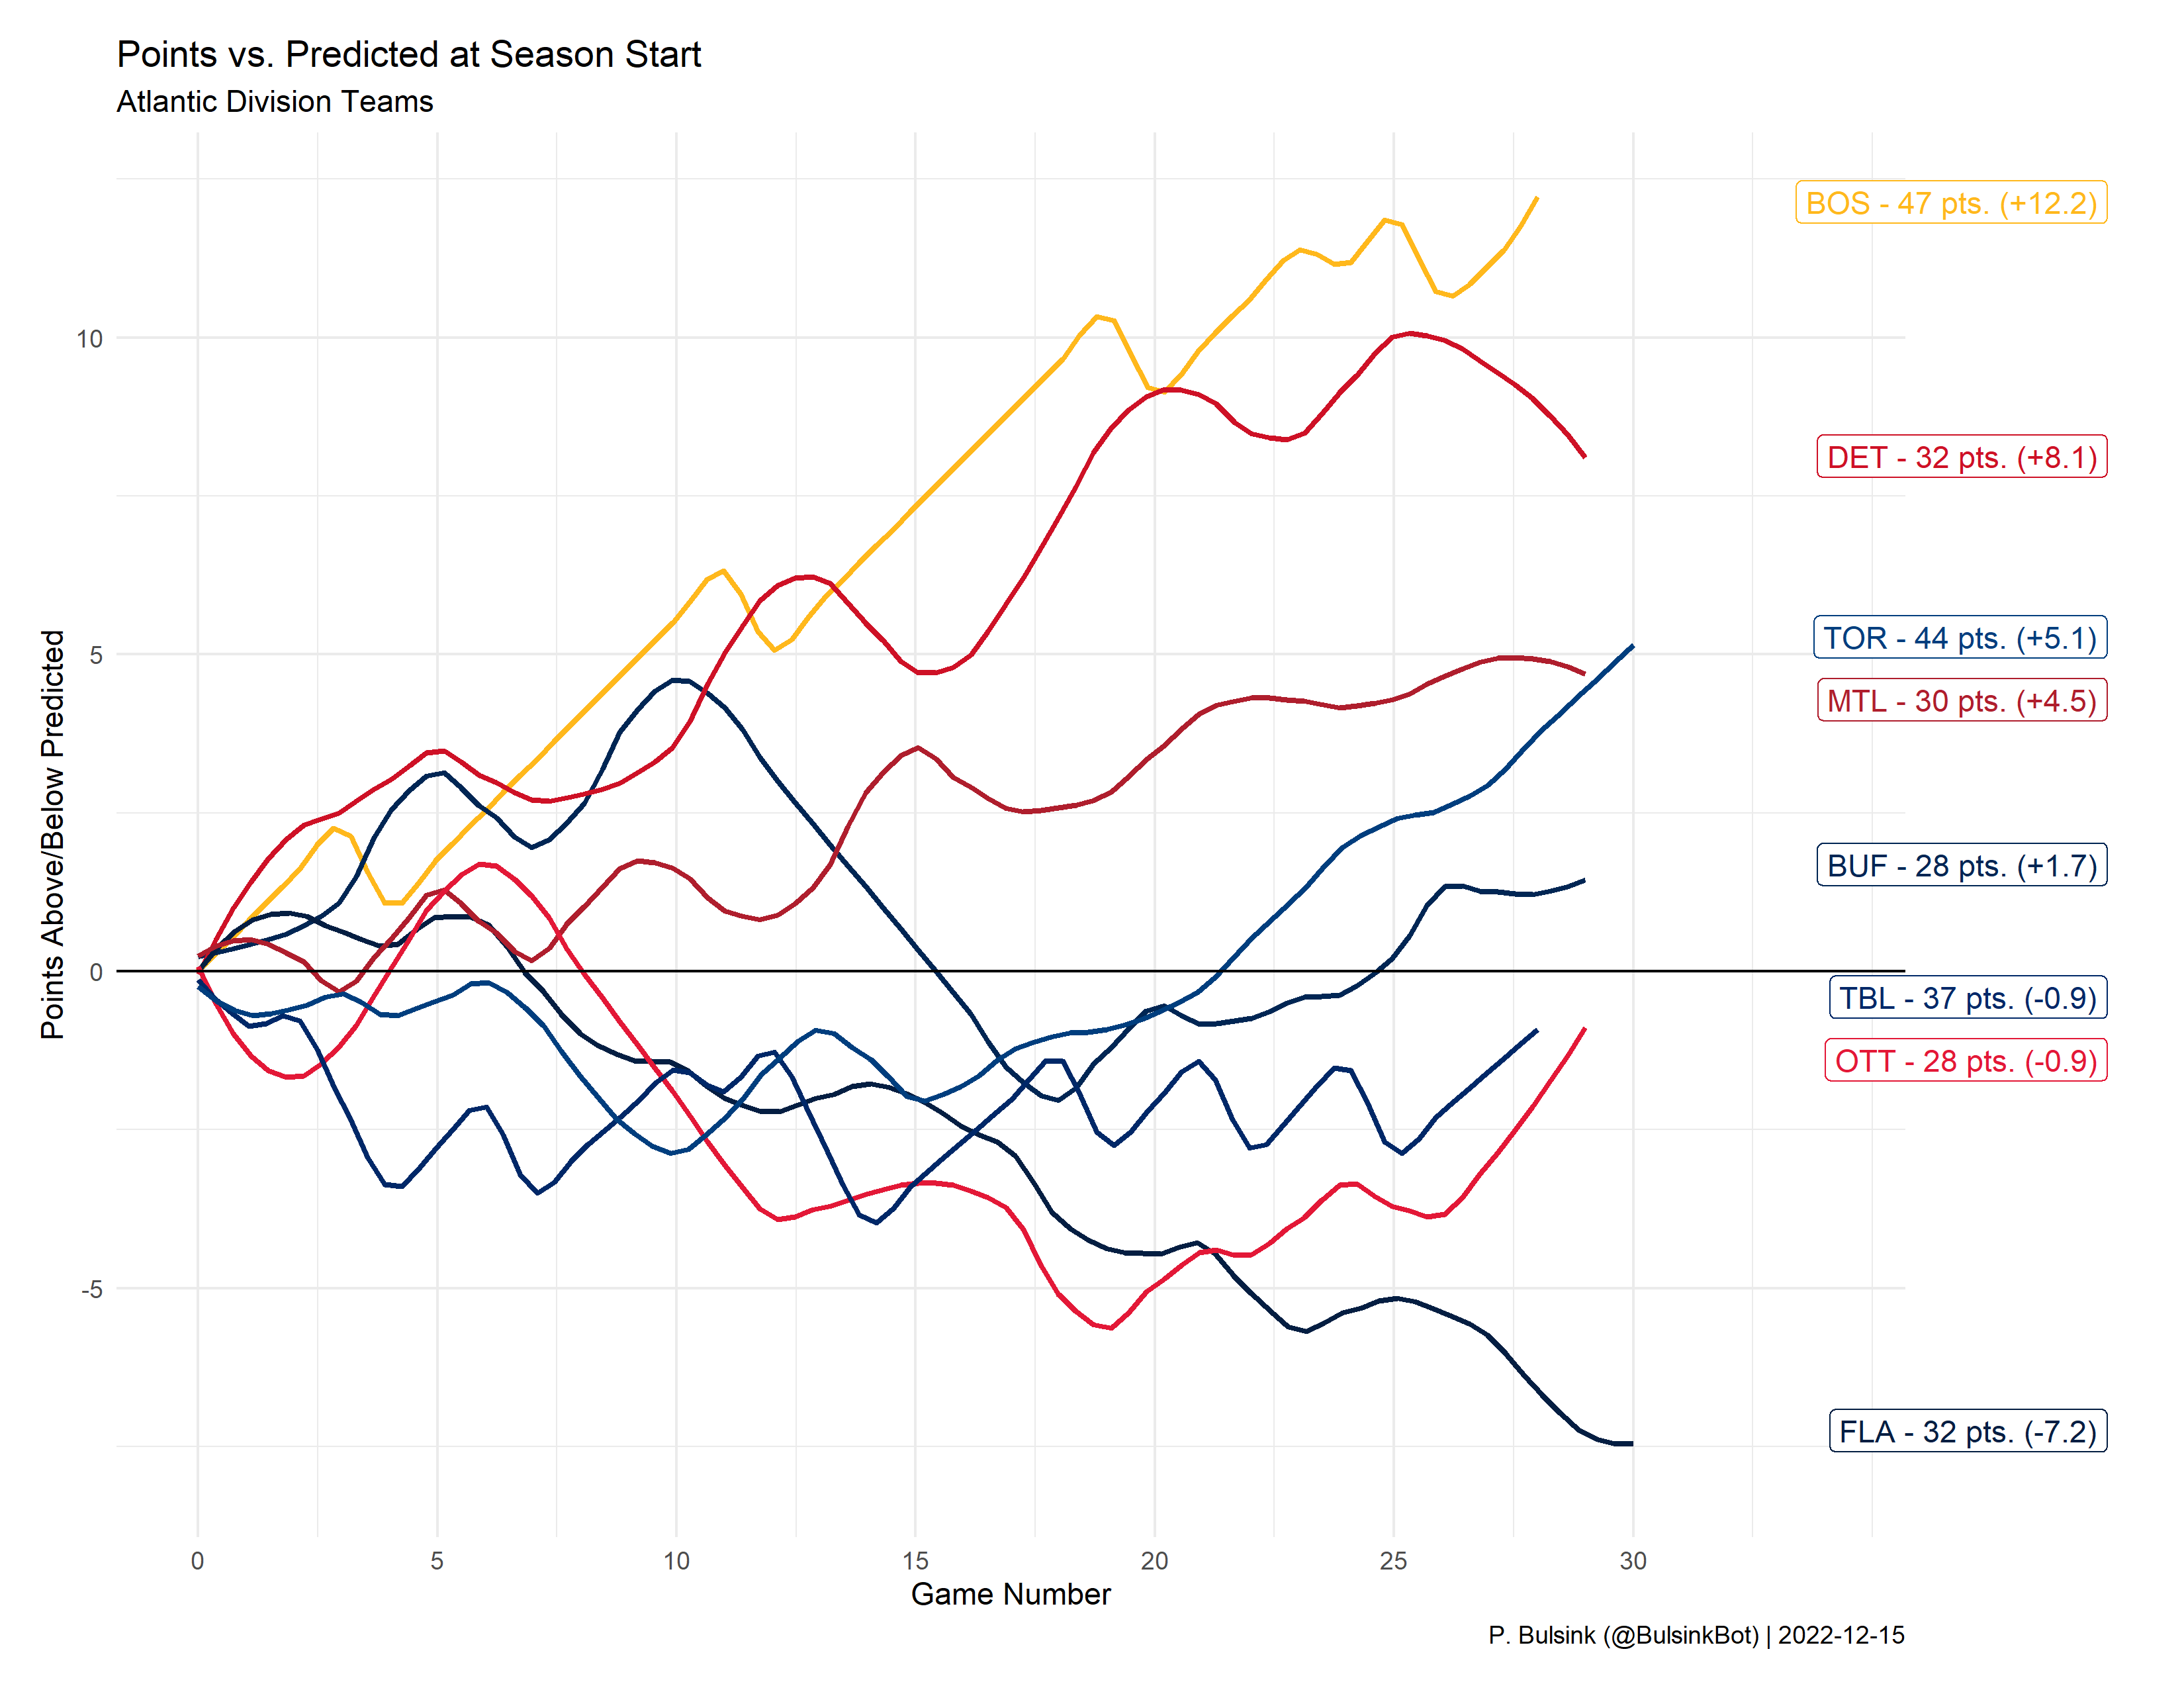 Points vs. Predicted at Season Start
Atlantic Division Teams
Points Above/Below Predicted
10
5
0
-5
BOS - 47 pts. (+12.2)
DET - 32 pts. (+8.1)
TOR - 44 pts. (+5.1)
MTL - 30 pts. (+4.5)
BUF - 28 pts. (+1.7)
TBL - 37 pts. (-0.9)
OTT - 28 pts. (-0.9)
FLA - 32 pts. (-7.2)
0 5 10 15 20 25 30
Game Number
P. Bulsink (@BulsinkBot) | 2022-12-15